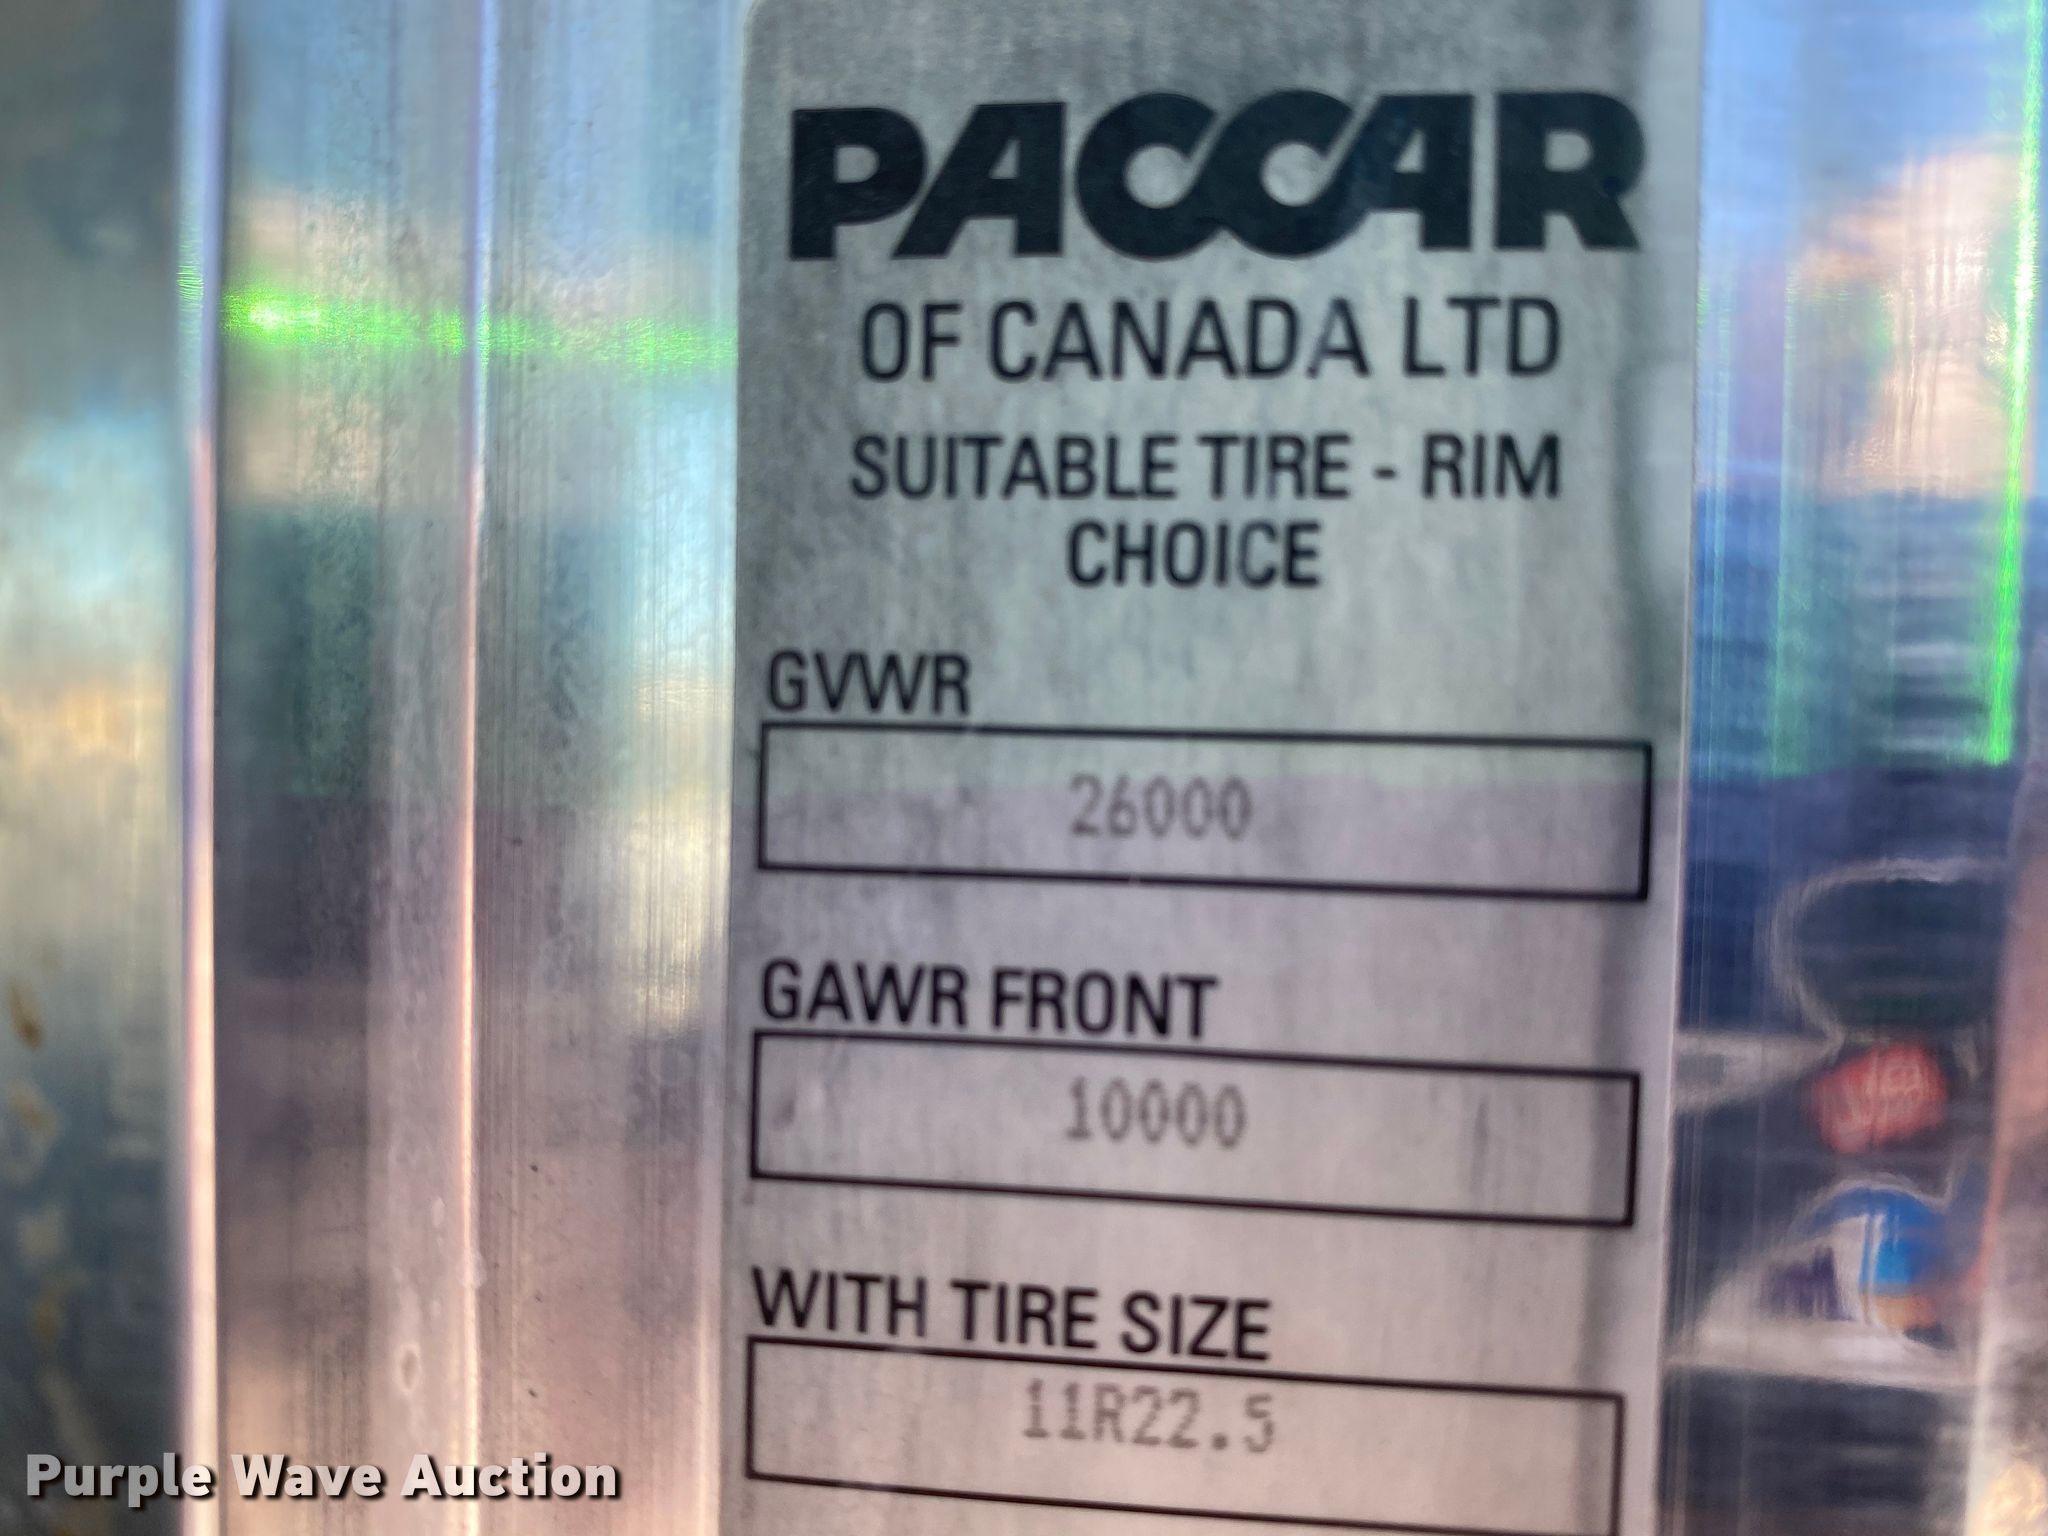 PACCAR
OF CANADA LTD
SUITABLE TIRE - RIM
CHOICE
GVWR
26000
GAWR FRONT
10000
WITH TIRE SIZE
11R22.5
Purple Wave Auction